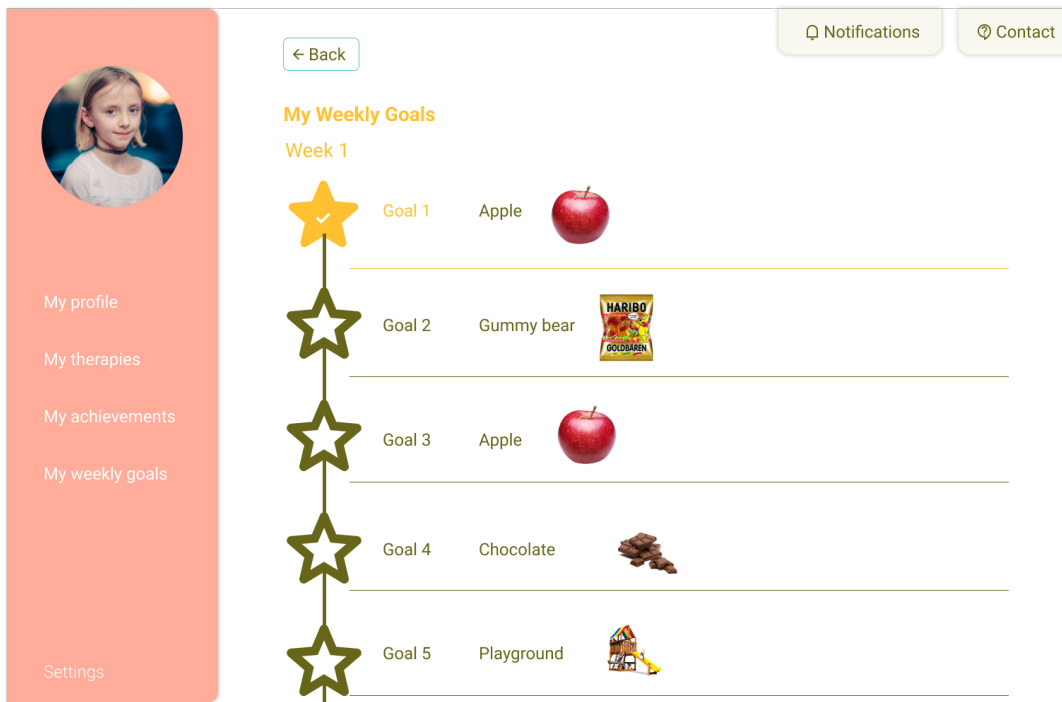 Notifications
Contact
← Back
My Weekly Goals
Week 1
Goal 1 Apple
Goal 2 Gummy bear
HARIBO
GOLDBÄREN
Goal 3 Apple
Goal 4 Chocolate
Goal 5 Playground
My profile
My therapies
My achievements
My weekly goals
Settings